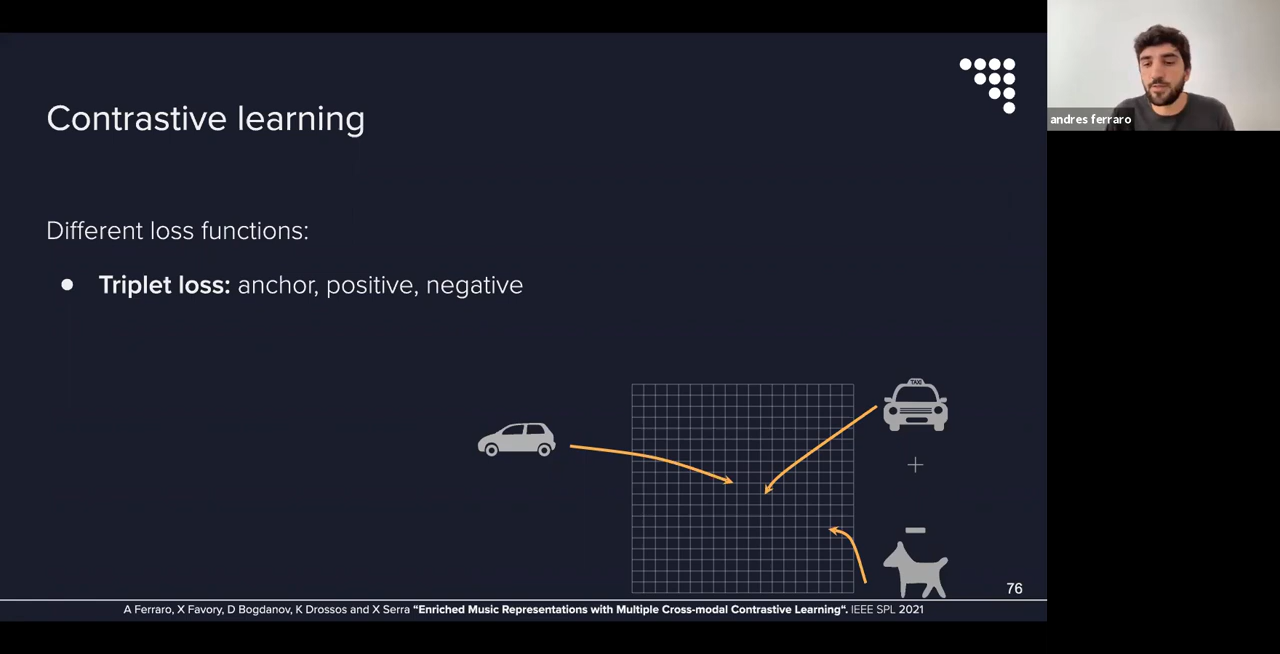 Contrastive learning
andres ferraro
Different loss functions:
● Triplet loss: anchor, positive, negative
TAXI
+
76
A Ferraro, X Favory, D Bogdanov, K Drossos and X Serra “Enriched Music Representations with Multiple Cross-modal Contrastive Learning“. IEEE SPL 2021